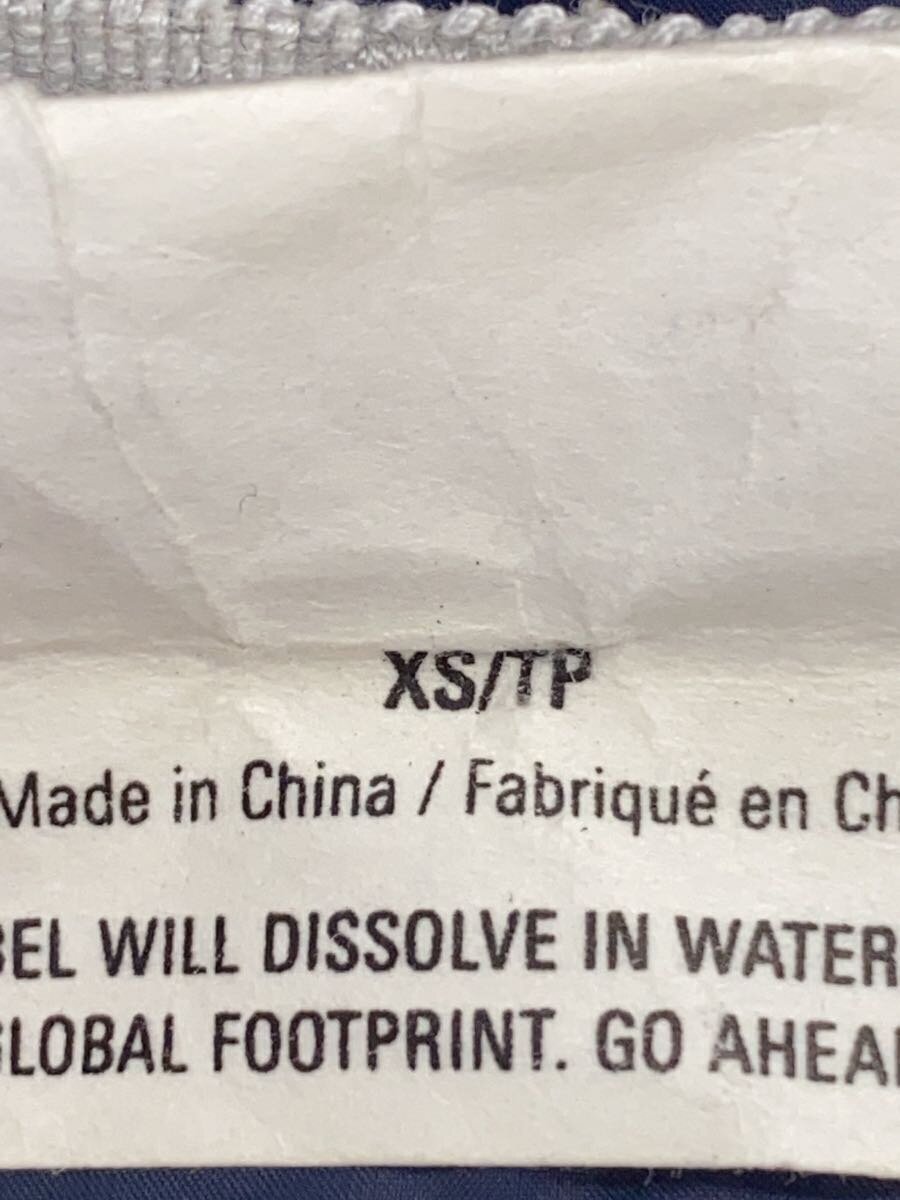 XS/TP
Made in China / Fabriqué en Ch
BEL WILL DISSOLVE IN WATER
GLOBAL FOOTPRINT. GO AHEA